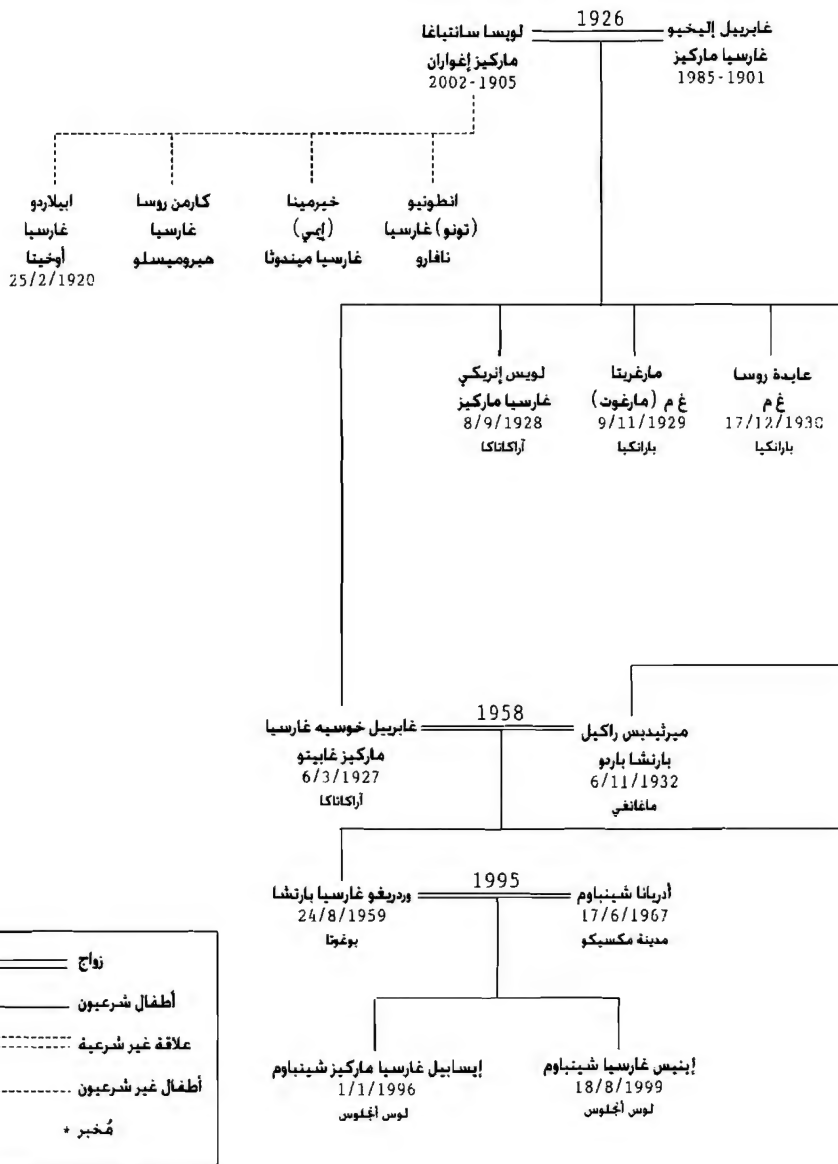 1926
غابرييل إليخيو
غارسيا ماركيز
1985-1901
لويسا سانتياغا
ماركيز إغواران
2002-1905
انطونيو
(تونو) غارسيا
نافارو
خيرمينا
(إيمي)
غارسيا ميندوثا
كارمن روسا
غارسيا
هيروميسلو
ابيلاردو
غارسيا
أوخيتا
25/2/1920
عايدة روسا
غ م
17/12/1930
بارانكيا
مارغريتا
غ م (مارغوت)
9/11/1929
بارانكيا
لويس إنريكي
غارسيا ماركيز
8/9/1928
آراكاتاكا
1958
ميرثيديس راكيل
بارتشا باردو
6/11/1932
ماغانغي
غابرييل خوسيه غارسيا
ماركيز غابيتو
6/3/1927
آراكاتاكا
1995
أدريانا شينباوم
17/6/1967
مدينة مكسيكو
وردريغو غارسيا بارتشا
24/8/1959
بوغوتا
إينيس غارسيا شينباوم
18/8/1999
لوس أنجلوس
إيسابيل غارسيا ماركيز شينباوم
1/1/1996
لوس أنجلوس
زواج
أطفال شرعيون
علاقة غير شرعية
أطفال غير شرعيون
مُخبر *